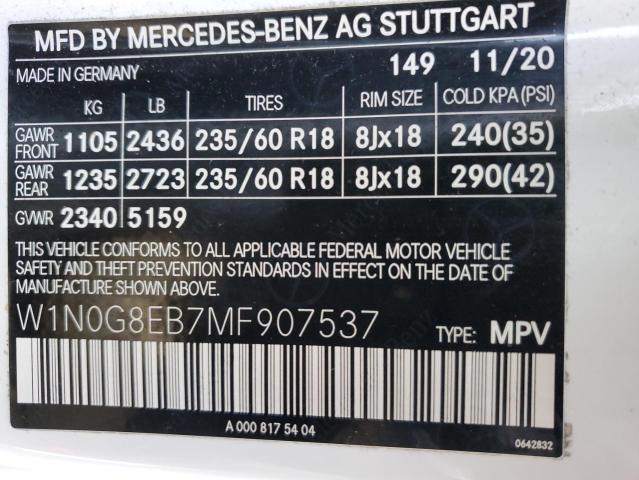 MFD BY MERCEDES-BENZ AG STUTTGART
MADE IN GERMANY 149 11/20
KG LB TIRES RIM SIZE COLD KPA(PSI)
GAWR FRONT 1105 2436 235/60 R18 8Jx18 240(35)
GAWR REAR 1235 2723 235/60 R18 8Jx18 290(42)
GVWR 2340 5159
THIS VEHICLE CONFORMS TO ALL APPLICABLE FEDERAL MOTOR VEHICLE
SAFETY AND THEFT PREVENTION STANDARDS IN EFFECT ON THE DATE OF
MANUFACTURE SHOWN ABOVE.
W1N0G8EB7MF907537 TYPE: MPV
A 000 817 54 04
0642832